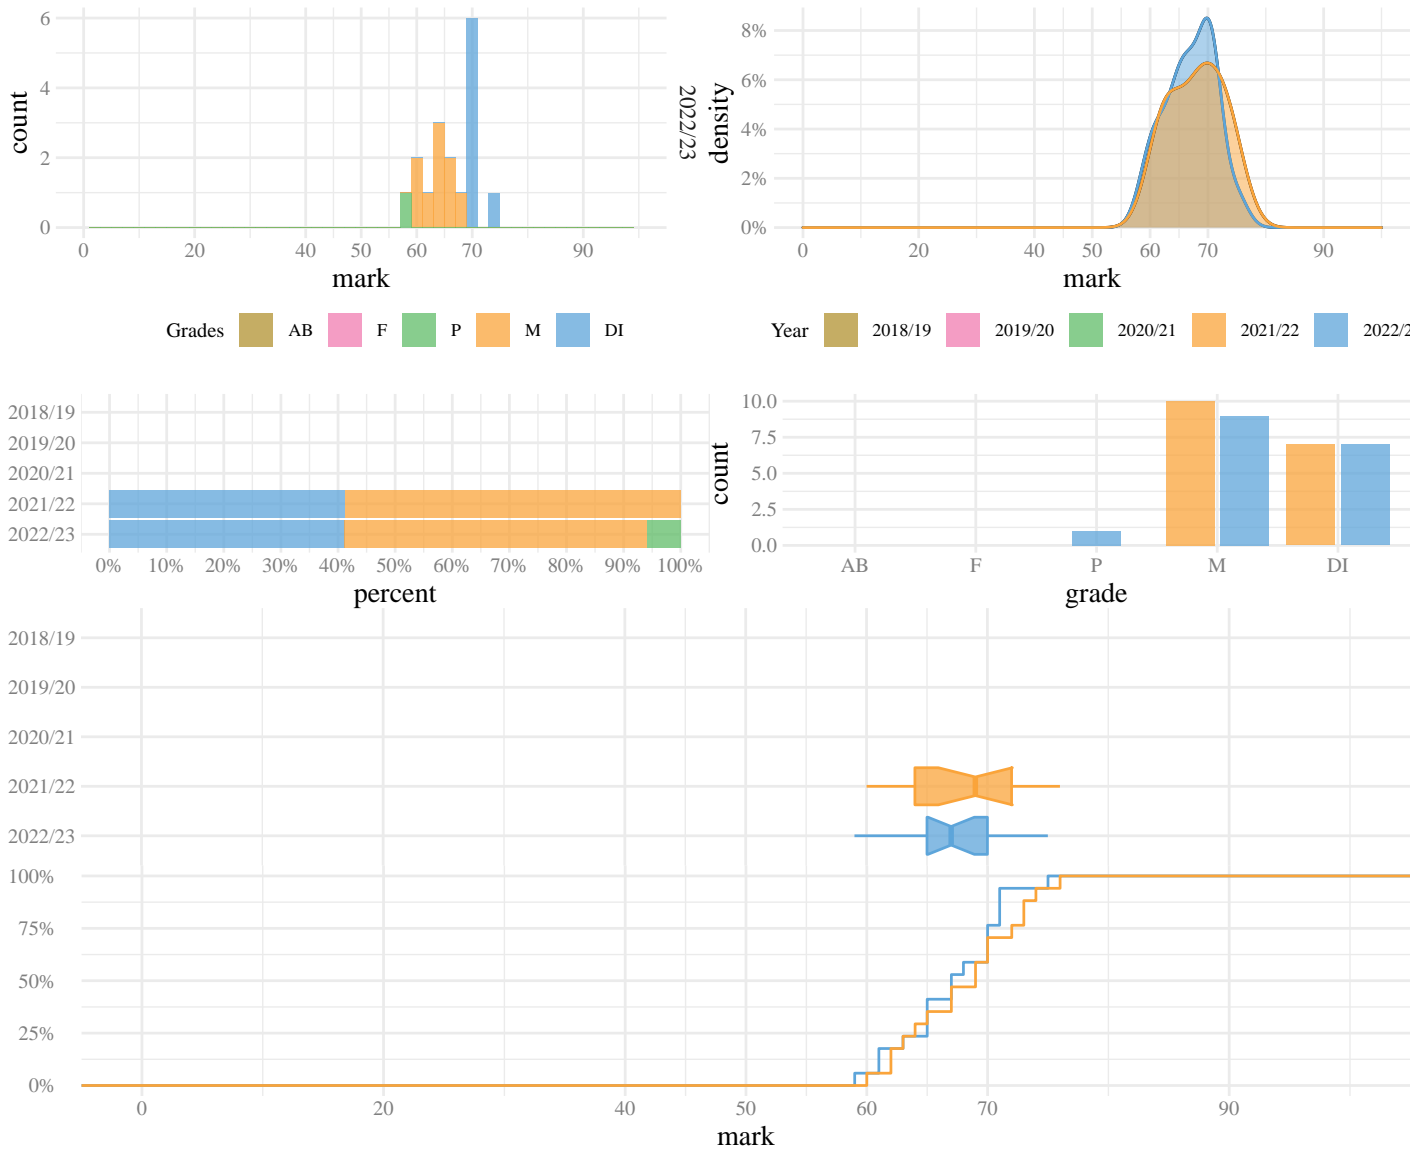 6
4
2
0
count
0 20 40 50 60 70 90
mark
2022/23
8%
6%
4%
2%
0%
density
0 20 40 50 60 70 90
mark
Grades AB F P M DI
Year 2018/19 2019/20 2020/21 2021/22 2022/2
2018/19
2019/20
2020/21
2021/22
2022/23
0% 10% 20% 30% 40% 50% 60% 70% 80% 90% 100%
percent
10.0
7.5
5.0
2.5
0.0
count
AB F P M DI
grade
2018/19
2019/20
2020/21
2021/22
2022/23
100%
75%
50%
25%
0%
0 20 40 50 60 70 90
mark